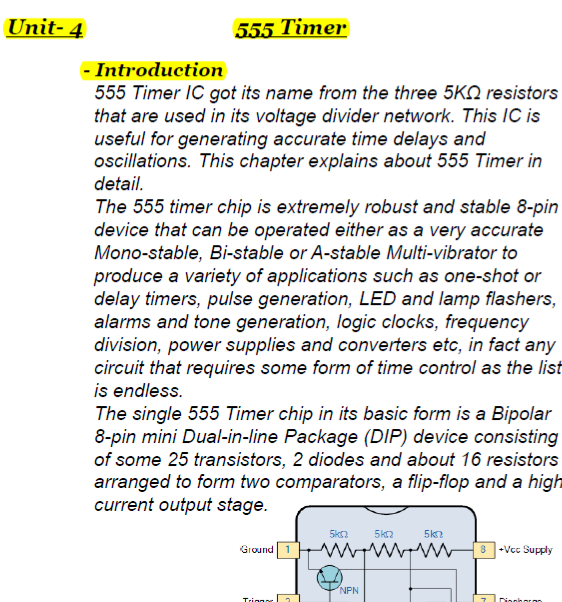 Unit- 4 555 Timer
- Introduction
555 Timer IC got its name from the three 5KΩ resistors
that are used in its voltage divider network. This IC is
useful for generating accurate time delays and
oscillations. This chapter explains about 555 Timer in
detail.
The 555 timer chip is extremely robust and stable 8-pin
device that can be operated either as a very accurate
Mono-stable, Bi-stable or A-stable Multi-vibrator to
produce a variety of applications such as one-shot or
delay timers, pulse generation, LED and lamp flashers,
alarms and tone generation, logic clocks, frequency
division, power supplies and converters etc, in fact any
circuit that requires some form of time control as the list
is endless.
The single 555 Timer chip in its basic form is a Bipolar
8-pin mini Dual-in-line Package (DIP) device consisting
of some 25 transistors, 2 diodes and about 16 resistors
arranged to form two comparators, a flip-flop and a high
current output stage.
5kΩ 5kΩ 5kΩ
Ground 1 8 +Vcc Supply
NPN
Trigger 2 7 Discharge